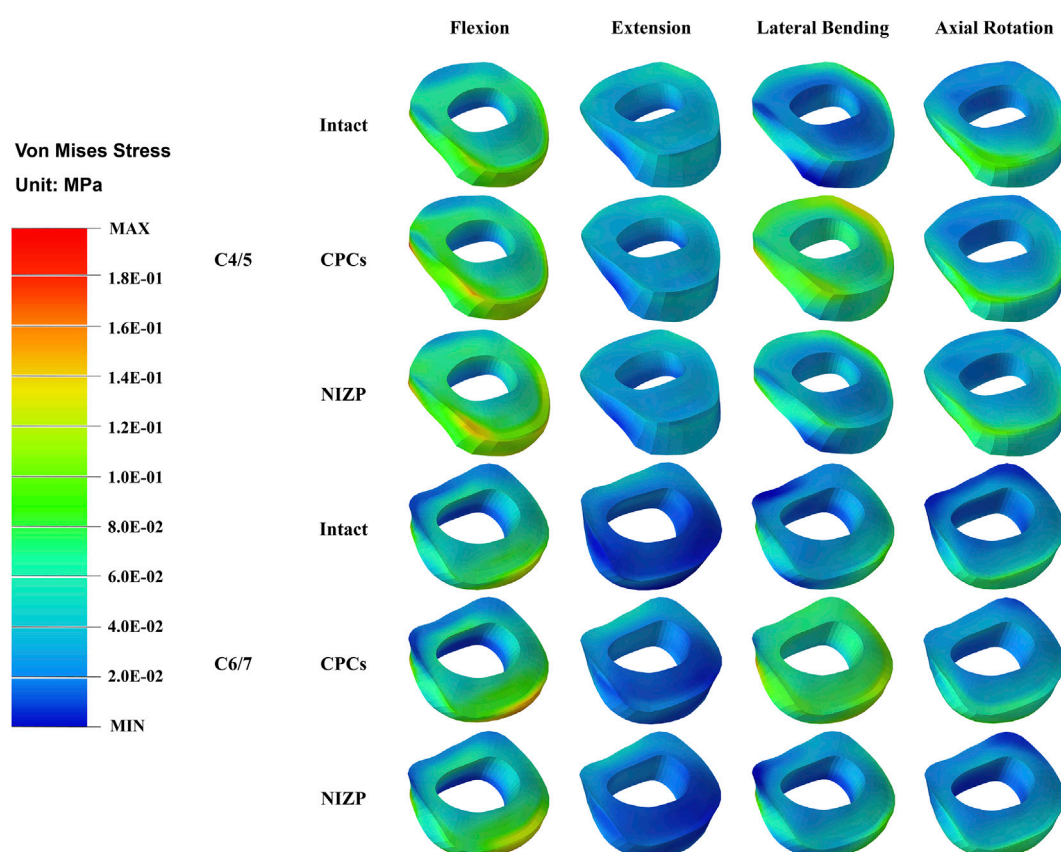 Flexion Extension Lateral Bending Axial Rotation
Intact
Von Mises Stress
Unit: MPa
MAX
C4/5 CPCs
1.8E-01
1.6E-01
1.4E-01
NIZP
1.2E-01
1.0E-01
8.0E-02
Intact
6.0E-02
4.0E-02
C6/7 CPCs
2.0E-02
MIN
NIZP